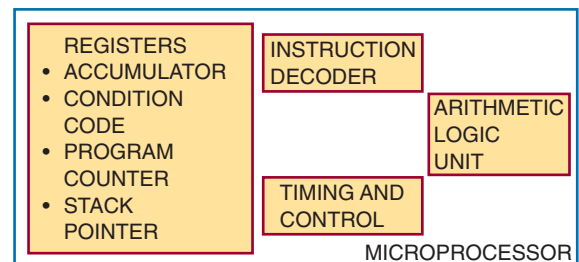 REGISTERS
• ACCUMULATOR
• CONDITION
CODE
• PROGRAM
COUNTER
• STACK
POINTER
INSTRUCTION
DECODER
ARITHMETIC
LOGIC
UNIT
TIMING AND
CONTROL
MICROPROCESSOR